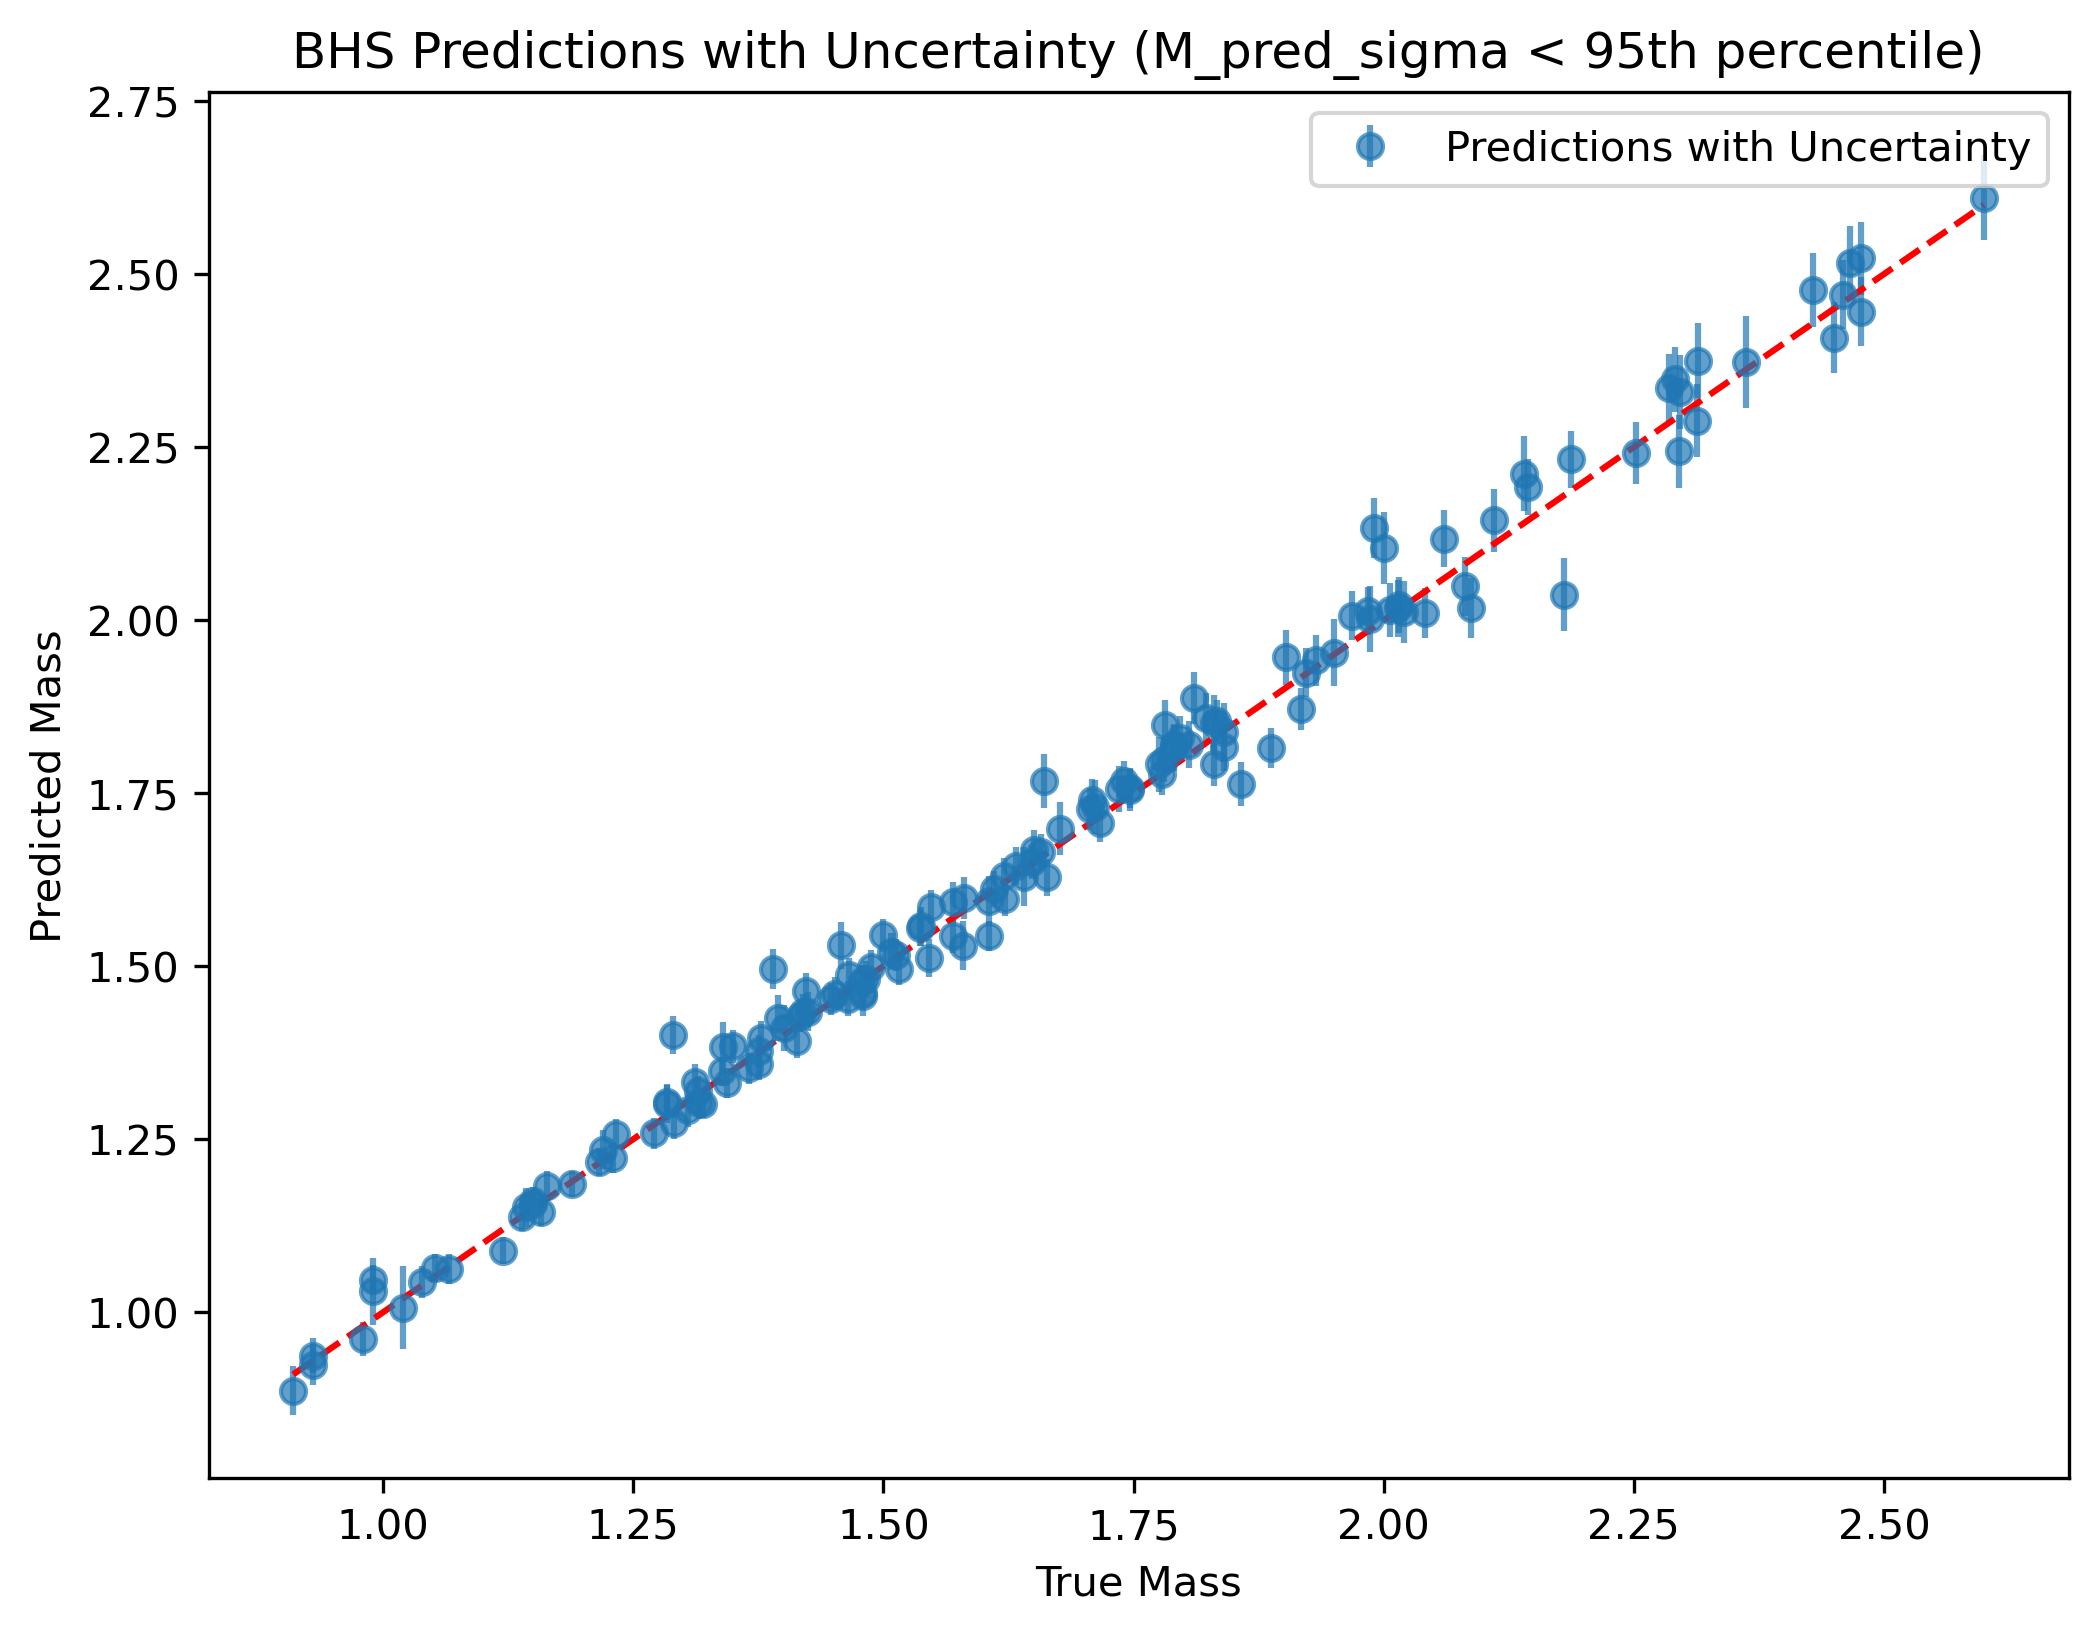 BHS Predictions with Uncertainty (M_pred_sigma < 95th percentile)
Predictions with Uncertainty
2.75
2.50
2.25
2.00
1.75
1.50
1.25
1.00
Predicted Mass
1.00 1.25 1.50 1.75 2.00 2.25 2.50
True Mass